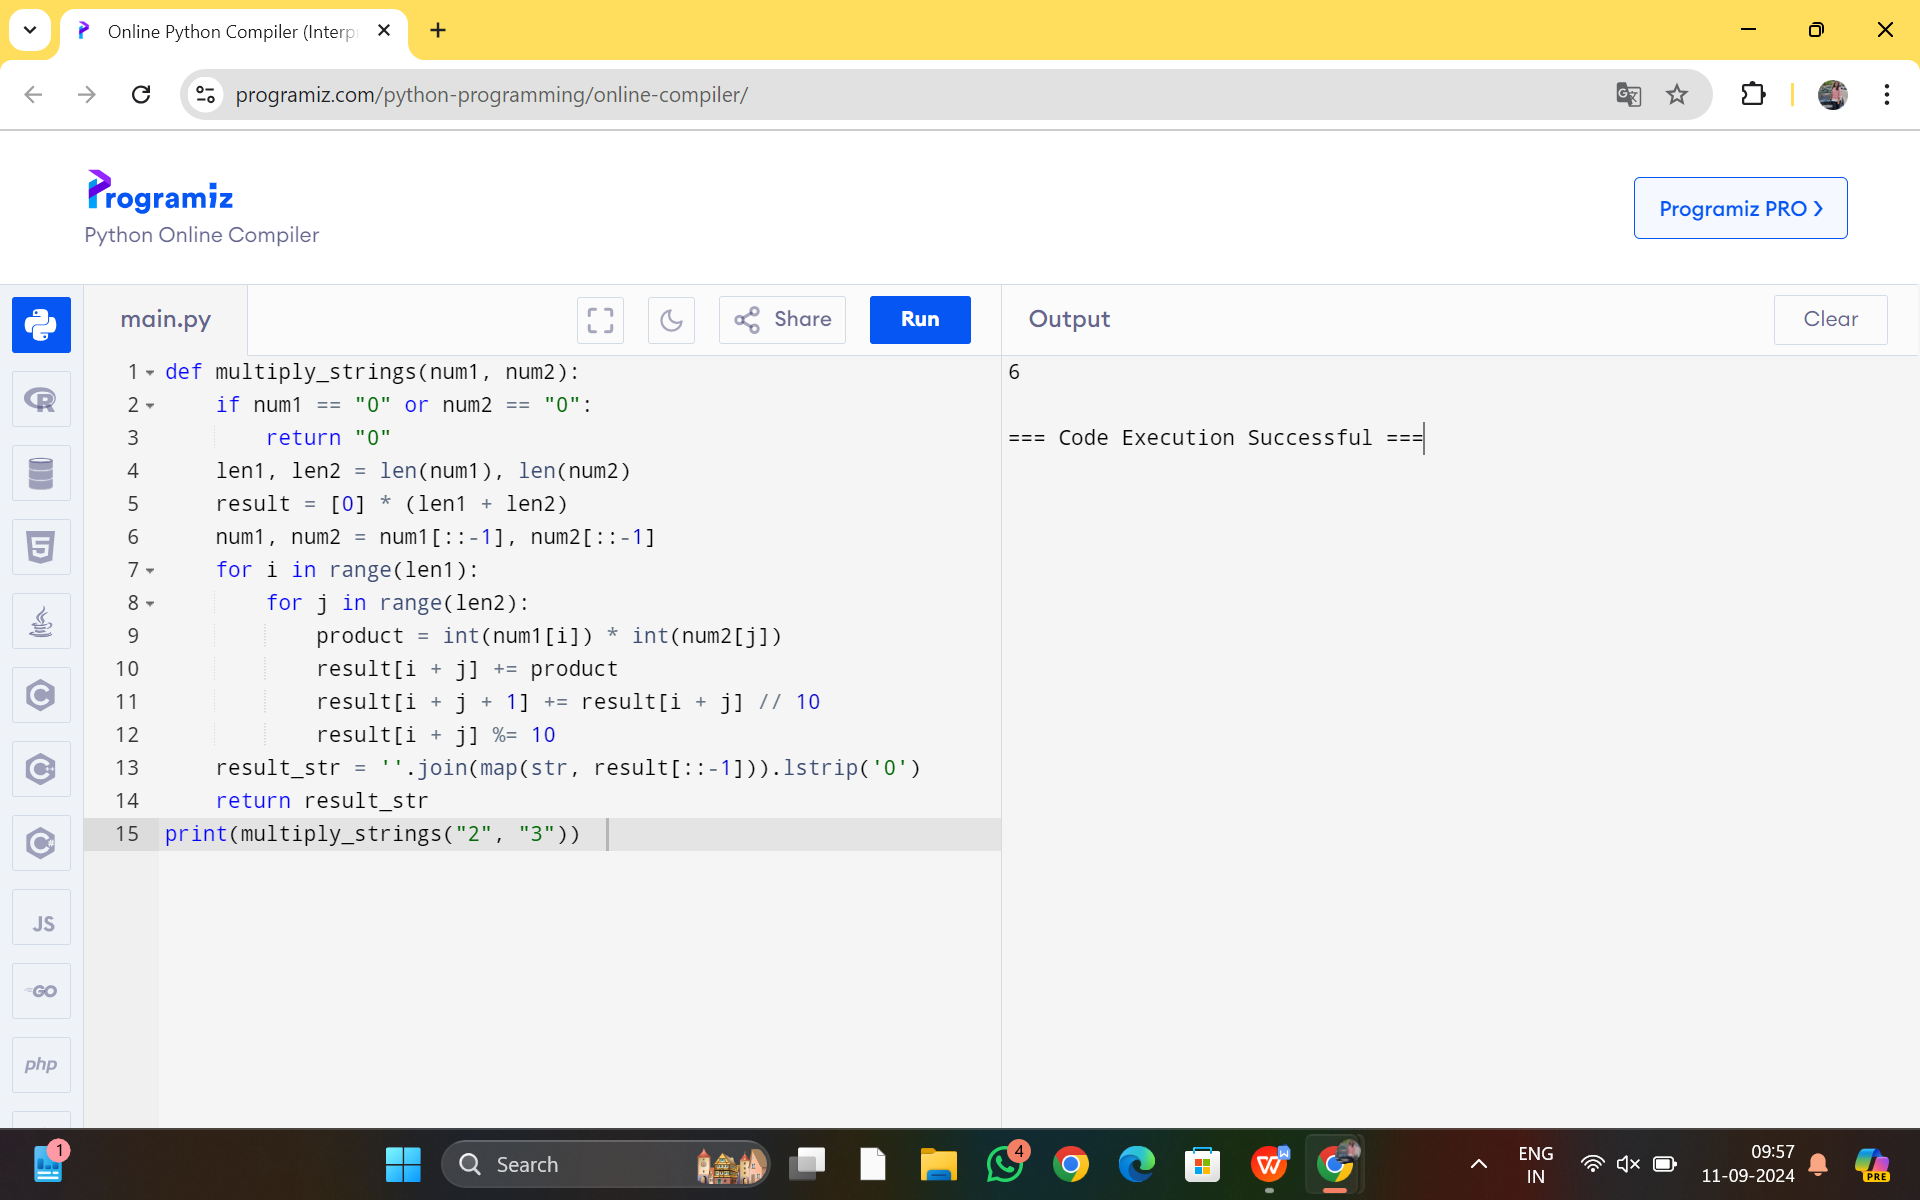 Online Python Compiler (Interp
programiz.com/python-programming/online-compiler/
Programiz
Python Online Compiler
Programiz PRO
main.py
Share
Run
Output
Clear
1 def multiply_strings(num1, num2):
2     if num1 == "0" or num2 == "0":
3         return "0"
4     len1, len2 = len(num1), len(num2)
5     result = [0] * (len1 + len2)
6     num1, num2 = num1[::-1], num2[::-1]
7     for i in range(len1):
8         for j in range(len2):
9             product = int(num1[i]) * int(num2[j])
10             result[i + j] += product
11             result[i + j + 1] += result[i + j] // 10
12             result[i + j] %= 10
13     result_str = ''.join(map(str, result[::-1])).lstrip('0')
14     return result_str
15 print(multiply_strings("2", "3"))
6
=== Code Execution Successful ===
R
5
C
C
C#
JS
GO
php
1
Search
4
W
W
ENG
IN
09:57
11-09-2024
PRE